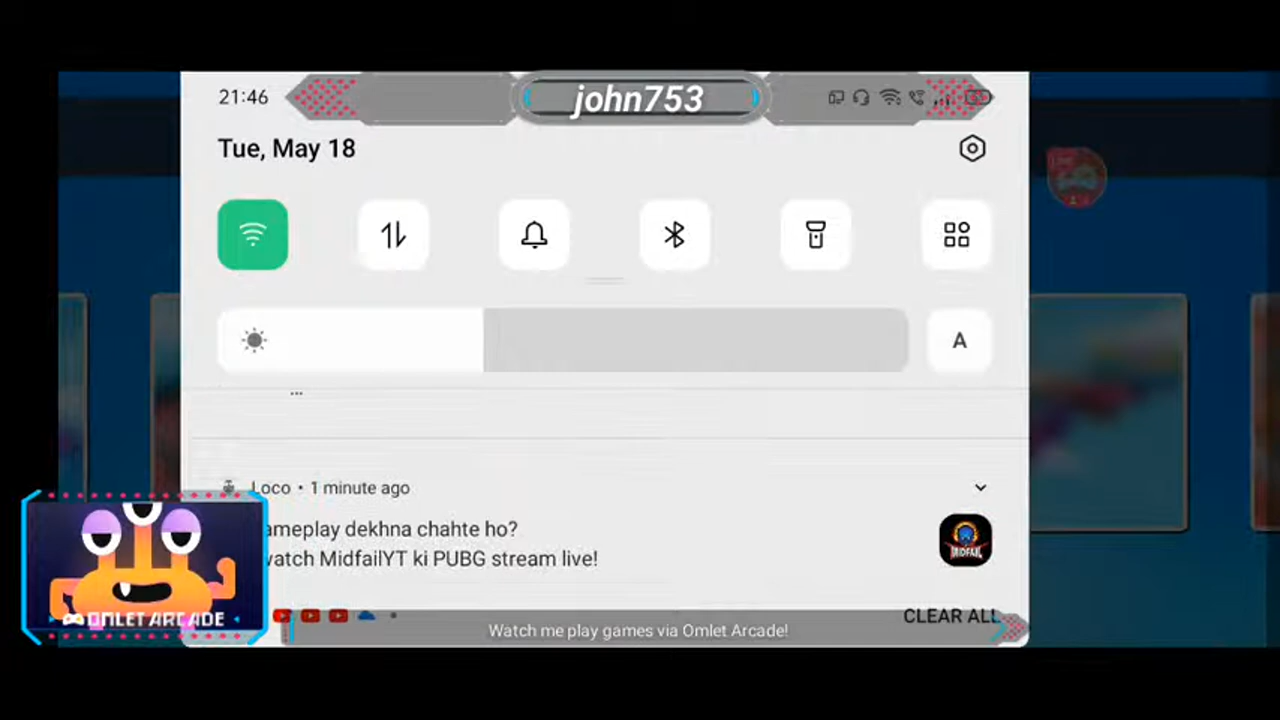 john753
21:46
Tue, May 18
A
...
Loco • 1 minute ago
ameplay dekhna chahte ho?
watch MidfailYT ki PUBG stream live!
MIDFAIL
OMLET ARCADE
CLEAR ALL
Watch me play games via Omlet Arcade!